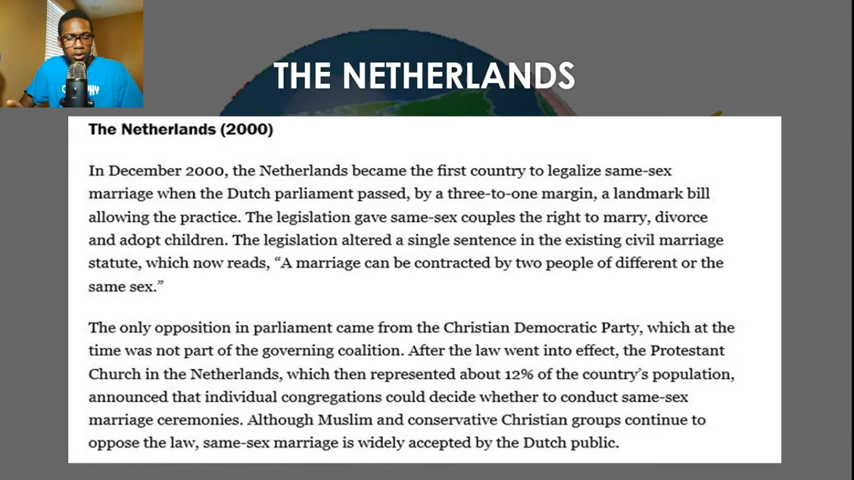 THE NETHERLANDS
The Netherlands (2000)
In December 2000, the Netherlands became the first country to legalize same-sex
marriage when the Dutch parliament passed, by a three-to-one margin, a landmark bill
allowing the practice. The legislation gave same-sex couples the right to marry, divorce
and adopt children. The legislation altered a single sentence in the existing civil marriage
statute, which now reads, “A marriage can be contracted by two people of different or the
same sex.”
The only opposition in parliament came from the Christian Democratic Party, which at the
time was not part of the governing coalition. After the law went into effect, the Protestant
Church in the Netherlands, which then represented about 12% of the country’s population,
announced that individual congregations could decide whether to conduct same-sex
marriage ceremonies. Although Muslim and conservative Christian groups continue to
oppose the law, same-sex marriage is widely accepted by the Dutch public.